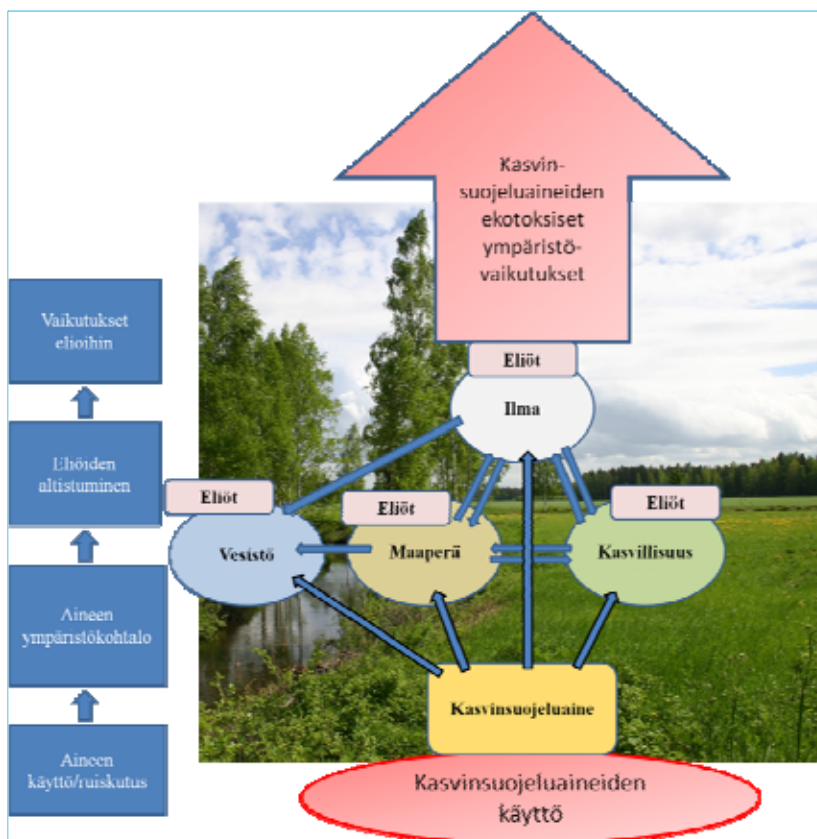 Kasvin-
suojeluaineiden
ekotoksiset
ympäristö-
vaikutukset
Vaikutukset
elioihin
Eliöiden
altistuminen
Aineen
ympäristökohtalo
Aineen
käyttö/ruiskutus
Eliöt
Ilma
Eliöt
Vesistö
Eliöt
Maaperä
Eliöt
Kasvillisuus
Kasvinsuojeluaine
Kasvinsuojeluaineiden
käyttö